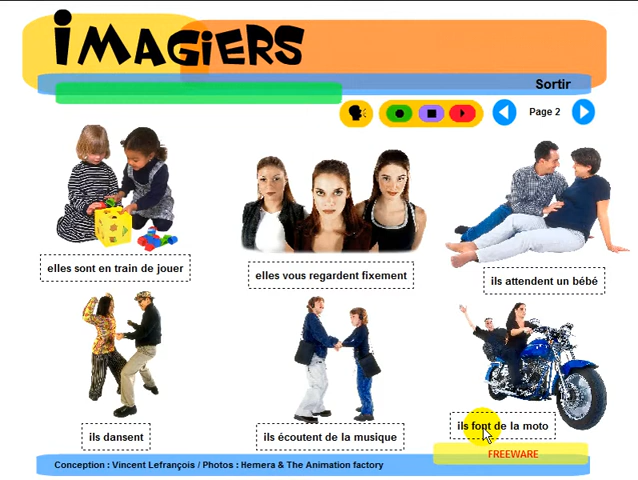 iMAGiERS
Sortir
Page 2
elles sont en train de jouer
elles vous regardent fixement
ils attendent un bébé
ils dansent
ils écoutent de la musique
ils font de la moto
FREEWARE
Conception : Vincent Lefrançois / Photos : Hemera & The Animation factory